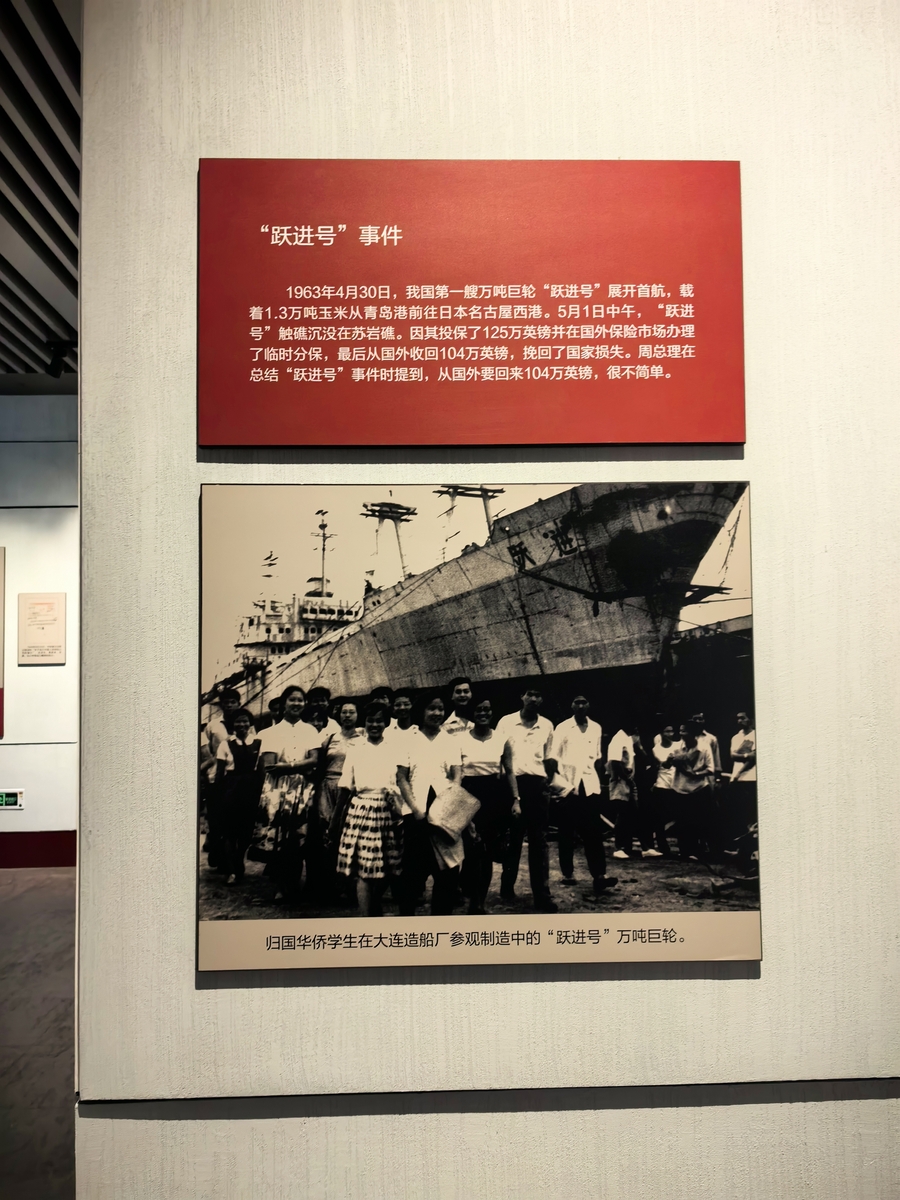 “跃进号”事件
1963年4月30日，我国第一艘万吨巨轮“跃进号”展开首航，载
着1.3万吨玉米从青岛港前往日本名古屋西港。5月1日中午，“跃进
号”触礁沉没在苏岩礁。因其投保了125万英镑并在国外保险市场办理
了临时分保，最后从国外收回104万英镑，挽回了国家损失。周总理在
总结“跃进号”事件时提到，从国外要回来104万英镑，很不简单。
跃进
归国华侨学生在大连造船厂参观制造中的“跃进号”万吨巨轮。